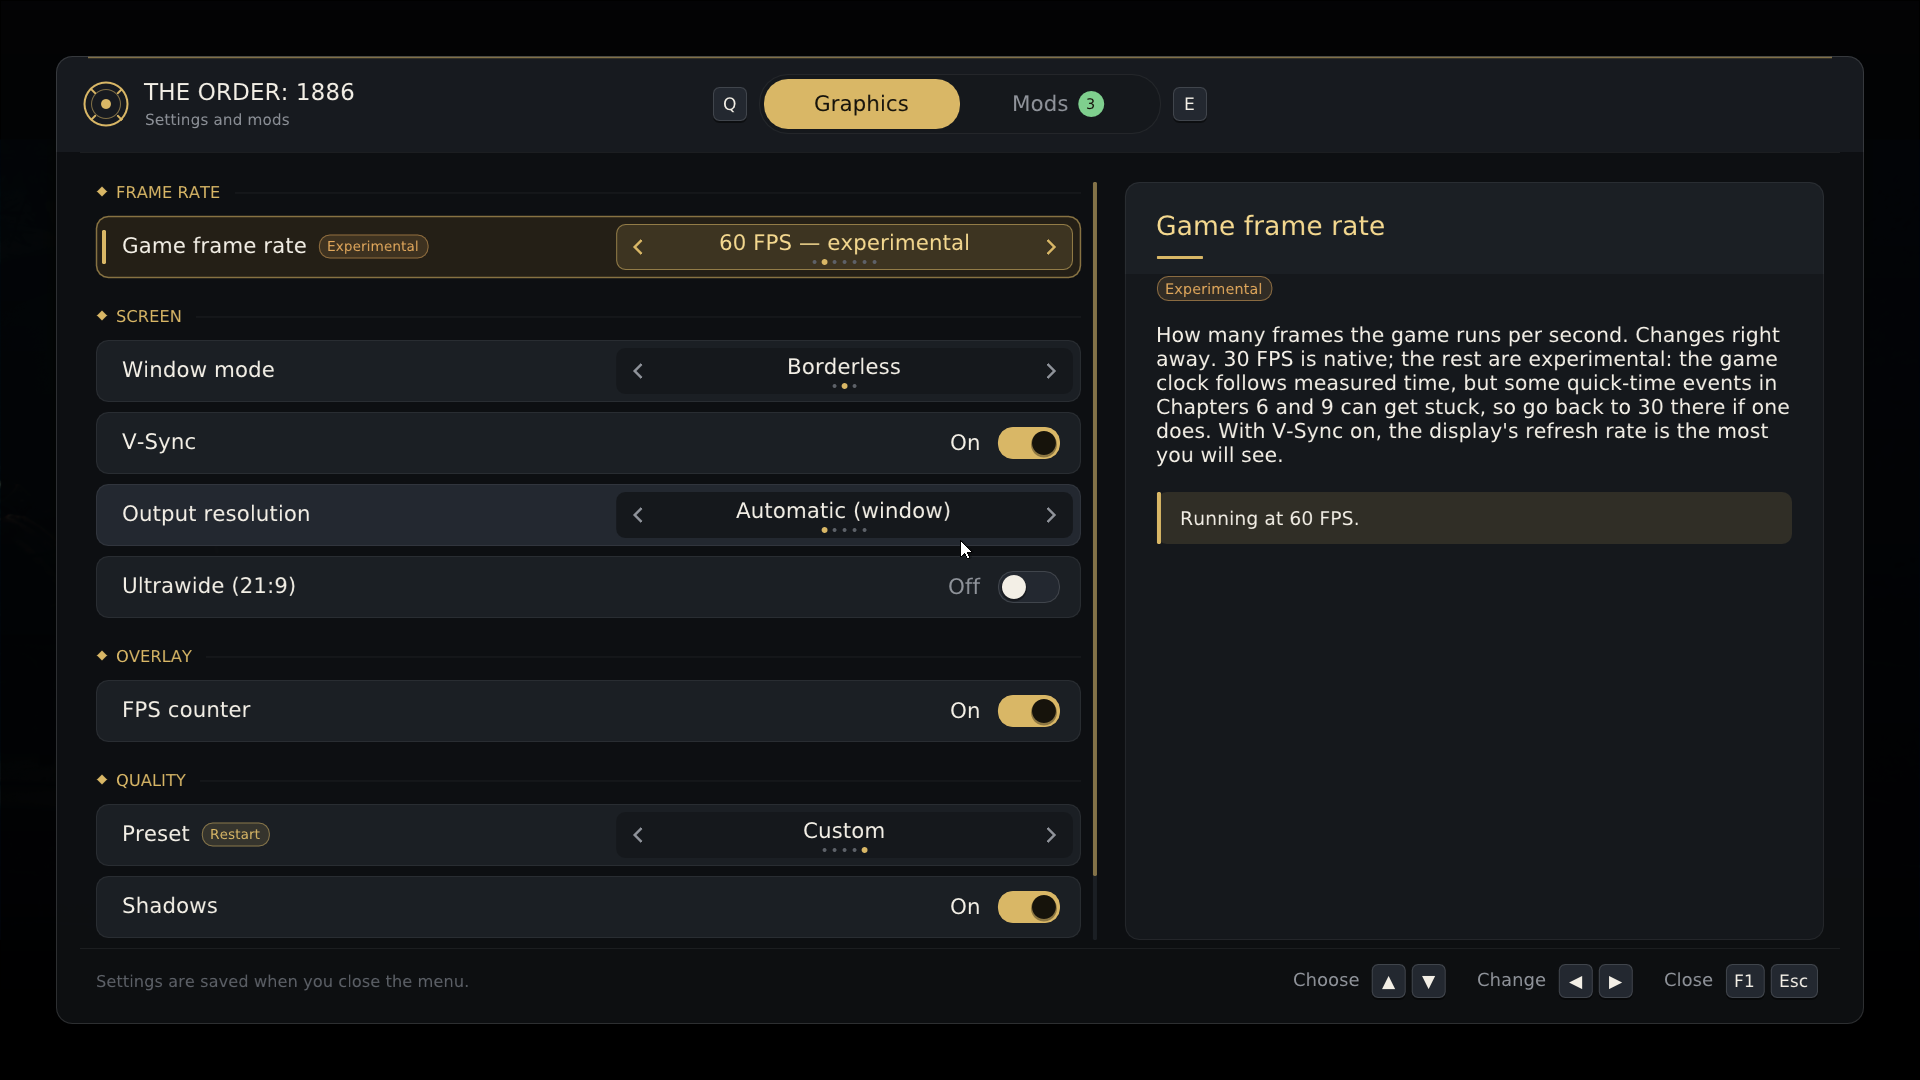 THE ORDER: 1886
Settings and mods
Q
Graphics
Mods 3
E
FRAME RATE
Game frame rate Experimental
60 FPS — experimental
SCREEN
Window mode
Borderless
V-Sync
On
Output resolution
Automatic (window)
Ultrawide (21:9)
Off
OVERLAY
FPS counter
On
QUALITY
Preset Restart
Custom
Shadows
On
Game frame rate
Experimental
How many frames the game runs per second. Changes right
away. 30 FPS is native; the rest are experimental: the game
clock follows measured time, but some quick-time events in
Chapters 6 and 9 can get stuck, so go back to 30 there if one
does. With V-Sync on, the display's refresh rate is the most
you will see.
Running at 60 FPS.
Settings are saved when you close the menu.
Choose ▲ ▼ Change ◀ ▶ Close F1 Esc